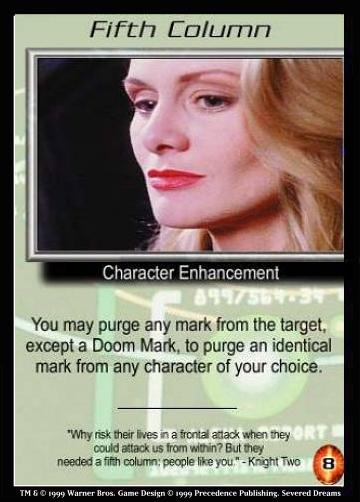 Fifth Column
Character Enhancement
You may purge any mark from the target,
except a Doom Mark, to purge an identical
mark from any character of your choice.
"Why risk their lives in a frontal attack when they
could attack us from within? But they
needed a fifth column; people like you." - Knight Two
8
TM & © 1999 Warner Bros. Game Design © 1999 Precedence Publishing. Severed Dreams